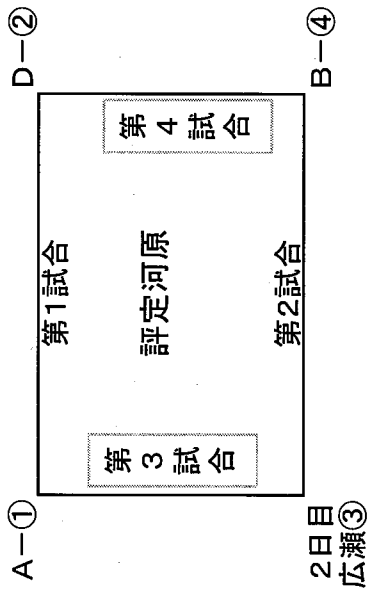 A－① D－②
第1試合
第3試合
評定河原
第4試合
第2試合
2日目
広瀬③
B－④